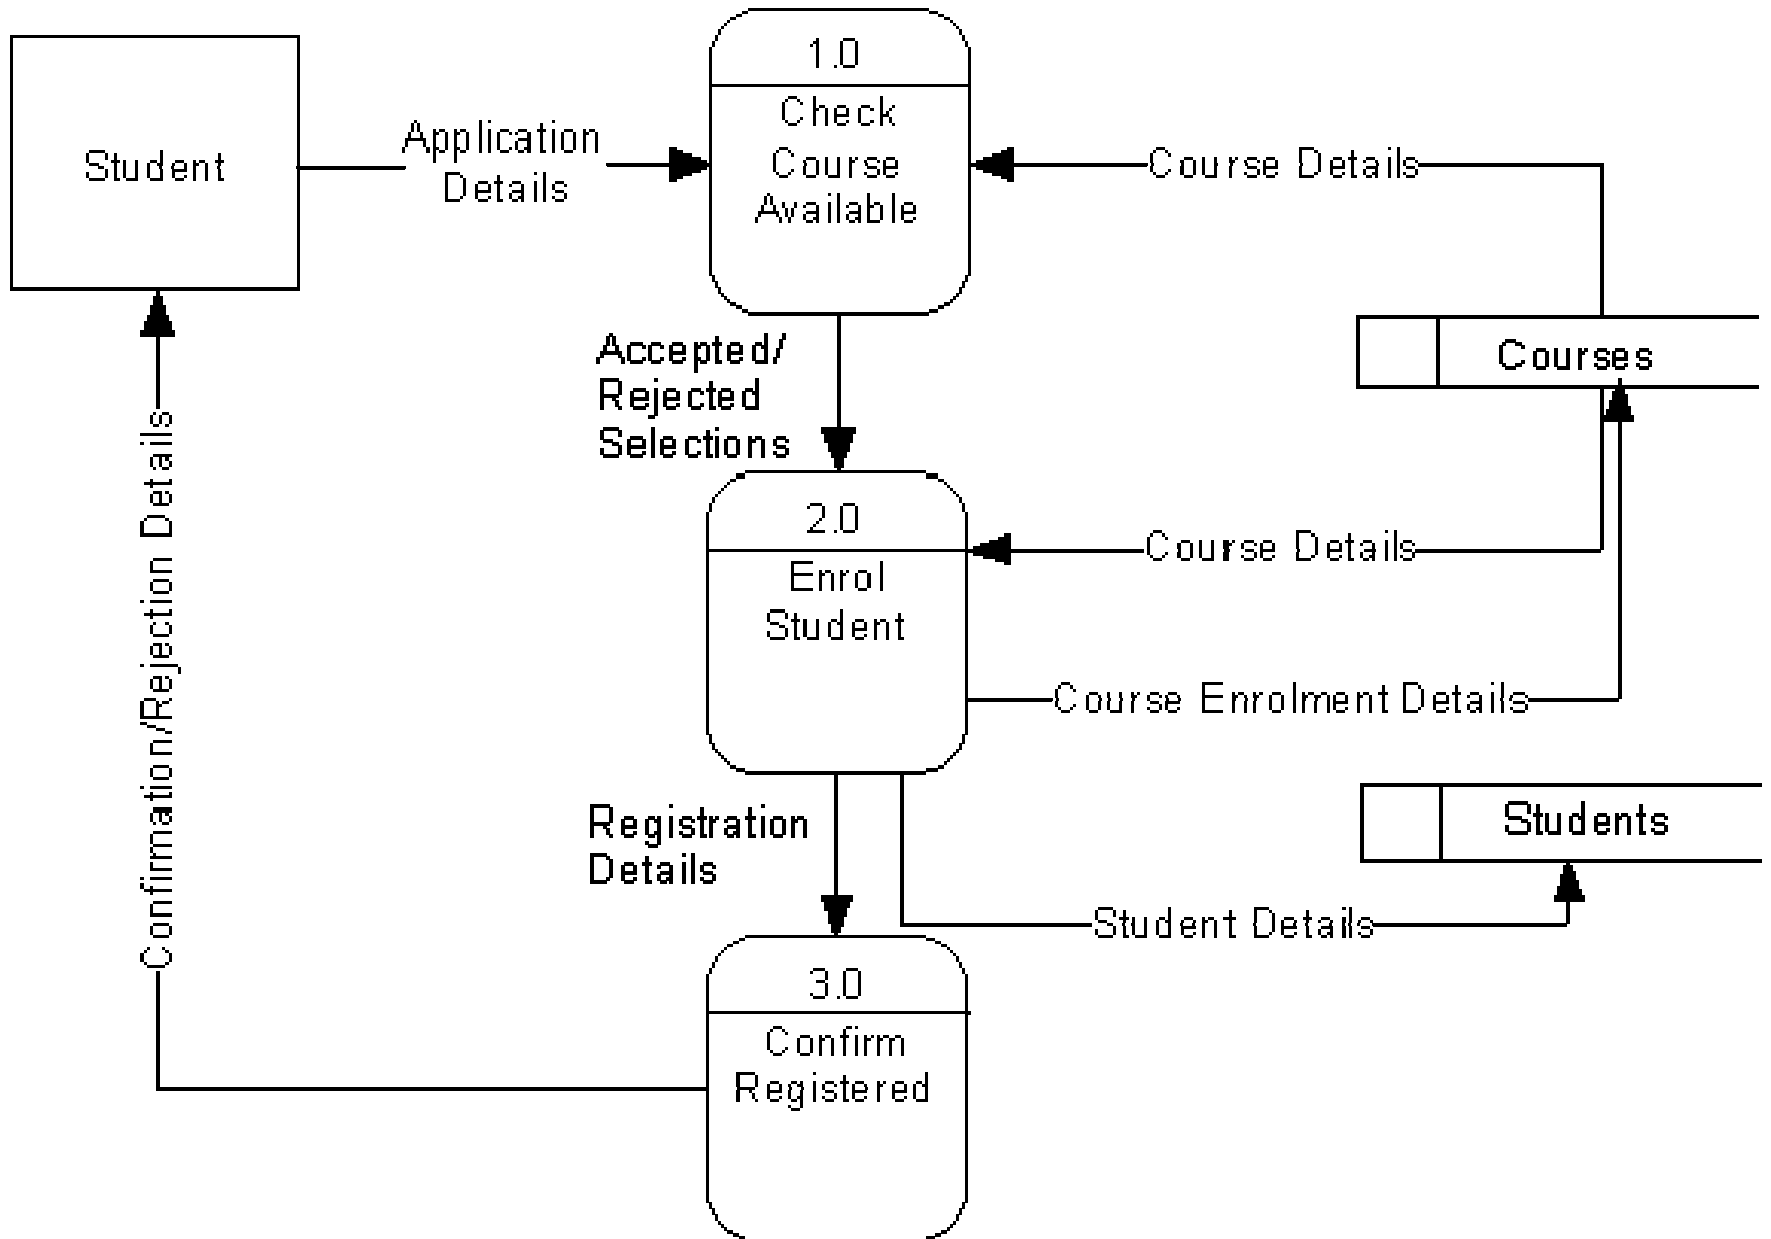 1.0
Check
Course
Available
Student
Application
Details
Course Details
Accepted/
Rejected
Selections
Courses
Confirmation/Rejection Details
2.0
Enrol
Student
Course Details
Course Enrolment Details
Registration
Details
Students
Student Details
3.0
Confirm
Registered